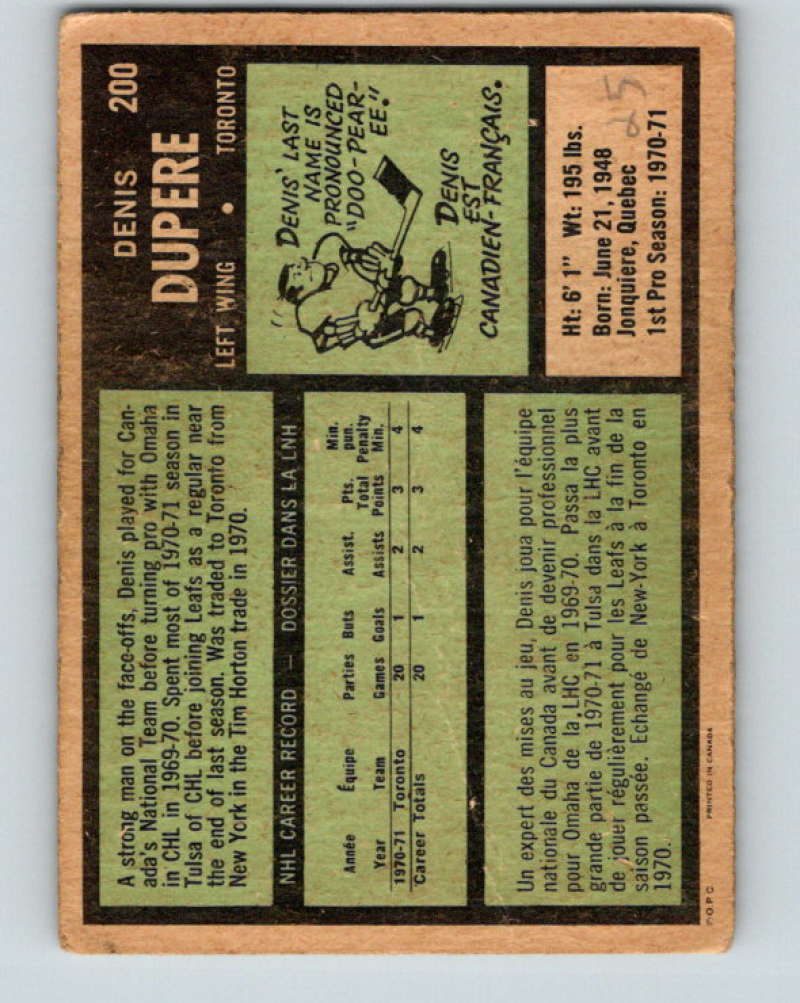 DENIS 200
DUPERE
LEFT WING • TORONTO
A strong man on the face-offs, Denis played for Can-
ada's National Team before turning pro with Omaha
in CHL in 1969-70. Spent most of 1970-71 season in
Tulsa of CHL before joining Leafs as a regular near
the end of last season. Was traded to Toronto from
New York in the Tim Horton trade in 1970.
DENIS' LAST
NAME IS
PRONOUNCED
"DOO-PEAR-
EE."
DENIS
EST
CANADIEN-FRANÇAIS.
NHL CAREER RECORD — DOSSIER DANS LA LNH
Année Équipe Parties Buts Assist. Pts. Min. pun.
Year Team Games Goals Assists Total Points Penalty Min.
1970-71 Toronto 20 1 2 3 4
Career Totals 20 1 2 3 4
Ht: 6' 1" Wt: 195 lbs.
Born: June 21, 1948
Jonquiere, Quebec
1st Pro Season: 1970-71
25
Un expert des mises au jeu, Denis joua pour l'équipe
nationale du Canada avant de devenir professionnel
pour Omaha de la LHC en 1969-70. Passa la plus
grande partie de 1970-71 à Tulsa dans la LHC avant
de jouer régulièrement pour les Leafs à la fin de la
saison passée. Echangé de New-York à Toronto en
1970.
O.P.C. PRINTED IN CANADA